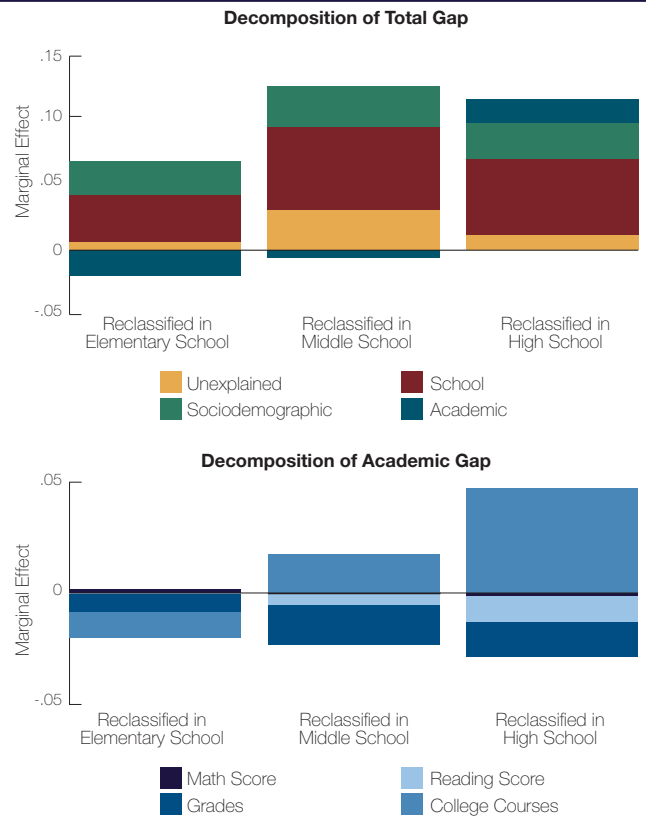 Decomposition of Total Gap
.15
.10
.05
0
-.05
Marginal Effect
Reclassified in
Elementary School
Reclassified in
Middle School
Reclassified in
High School
Unexplained
School
Sociodemographic
Academic
Decomposition of Academic Gap
.05
0
-.05
Marginal Effect
Reclassified in
Elementary School
Reclassified in
Middle School
Reclassified in
High School
Math Score
Reading Score
Grades
College Courses